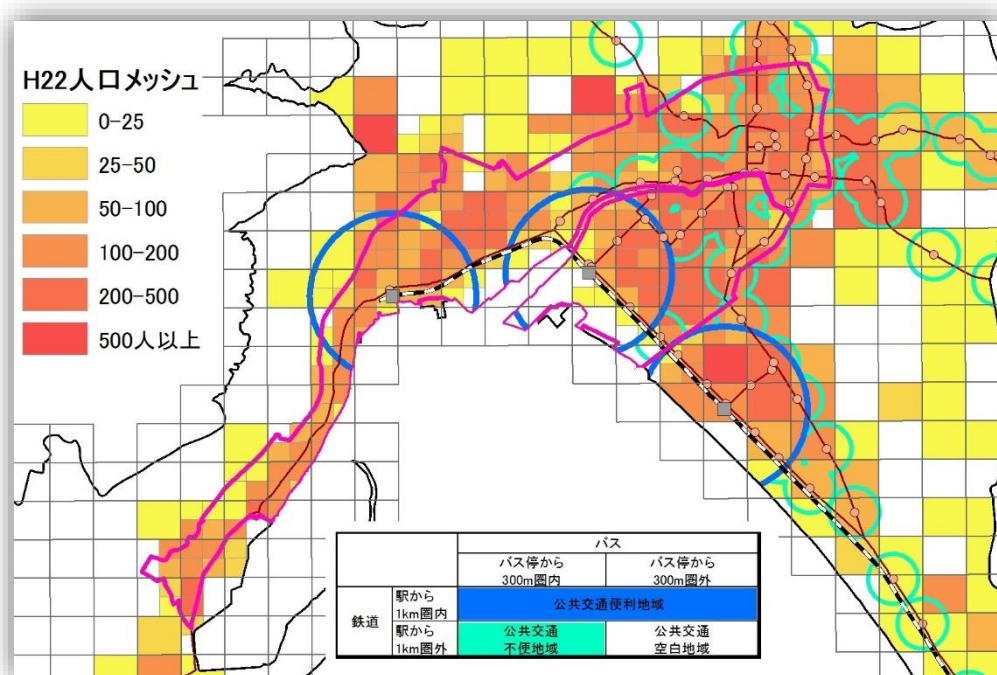 H22人口メッシュ
0-25
25-50
50-100
100-200
200-500
500人以上
バス
バス停から
300m圏内
バス停から
300m圏外
鉄道
駅から
1km圏内
公共交通便利地域
駅から
1km圏外
公共交通
不便地域
公共交通
空白地域